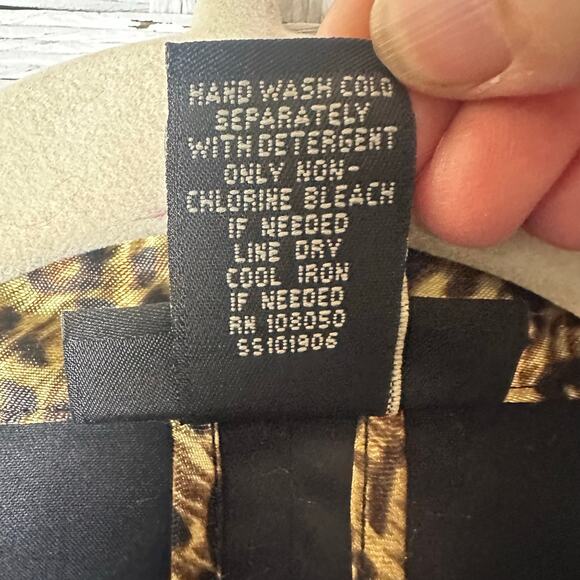 HAND WASH COLD
SEPARATELY
WITH DETERGENT
ONLY NON-
CHLORINE BLEACH
IF NEEDED
LINE DRY
COOL IRON
IF NEEDED
RN 108050
SS101906